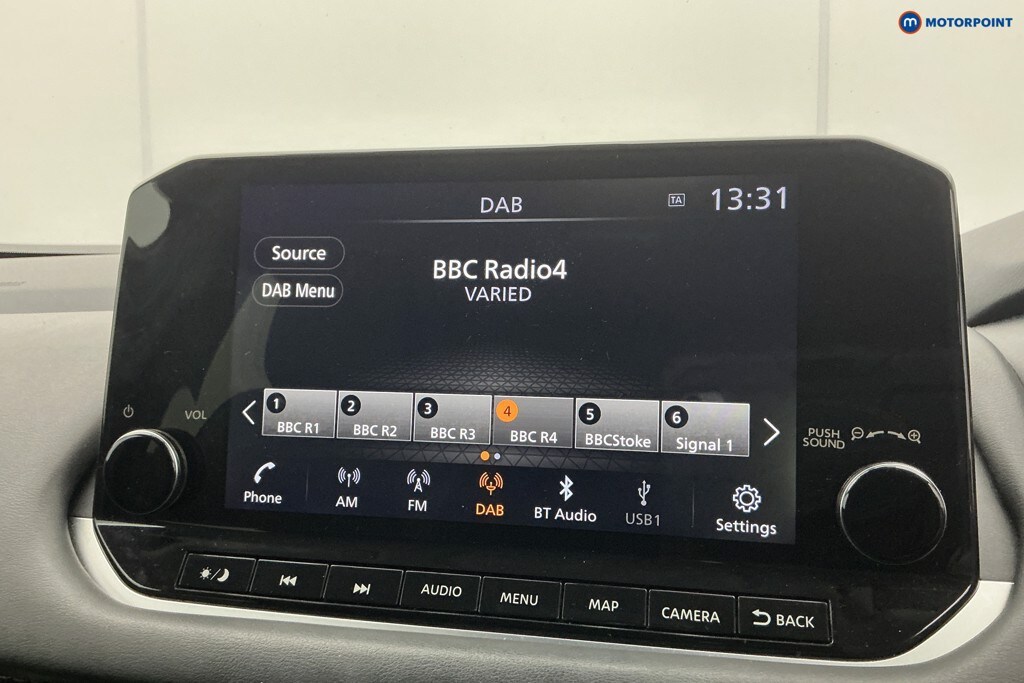 m MOTORPOINT
DAB TA 13:31
Source
DAB Menu
BBC Radio4
VARIED
1 2 3 4 5 6
BBC R1 BBC R2 BBC R3 BBC R4 BBCStoke Signal 1
VOL
PUSH
SOUND
Phone AM FM DAB BT Audio USB1 Settings
AUDIO MENU MAP CAMERA BACK